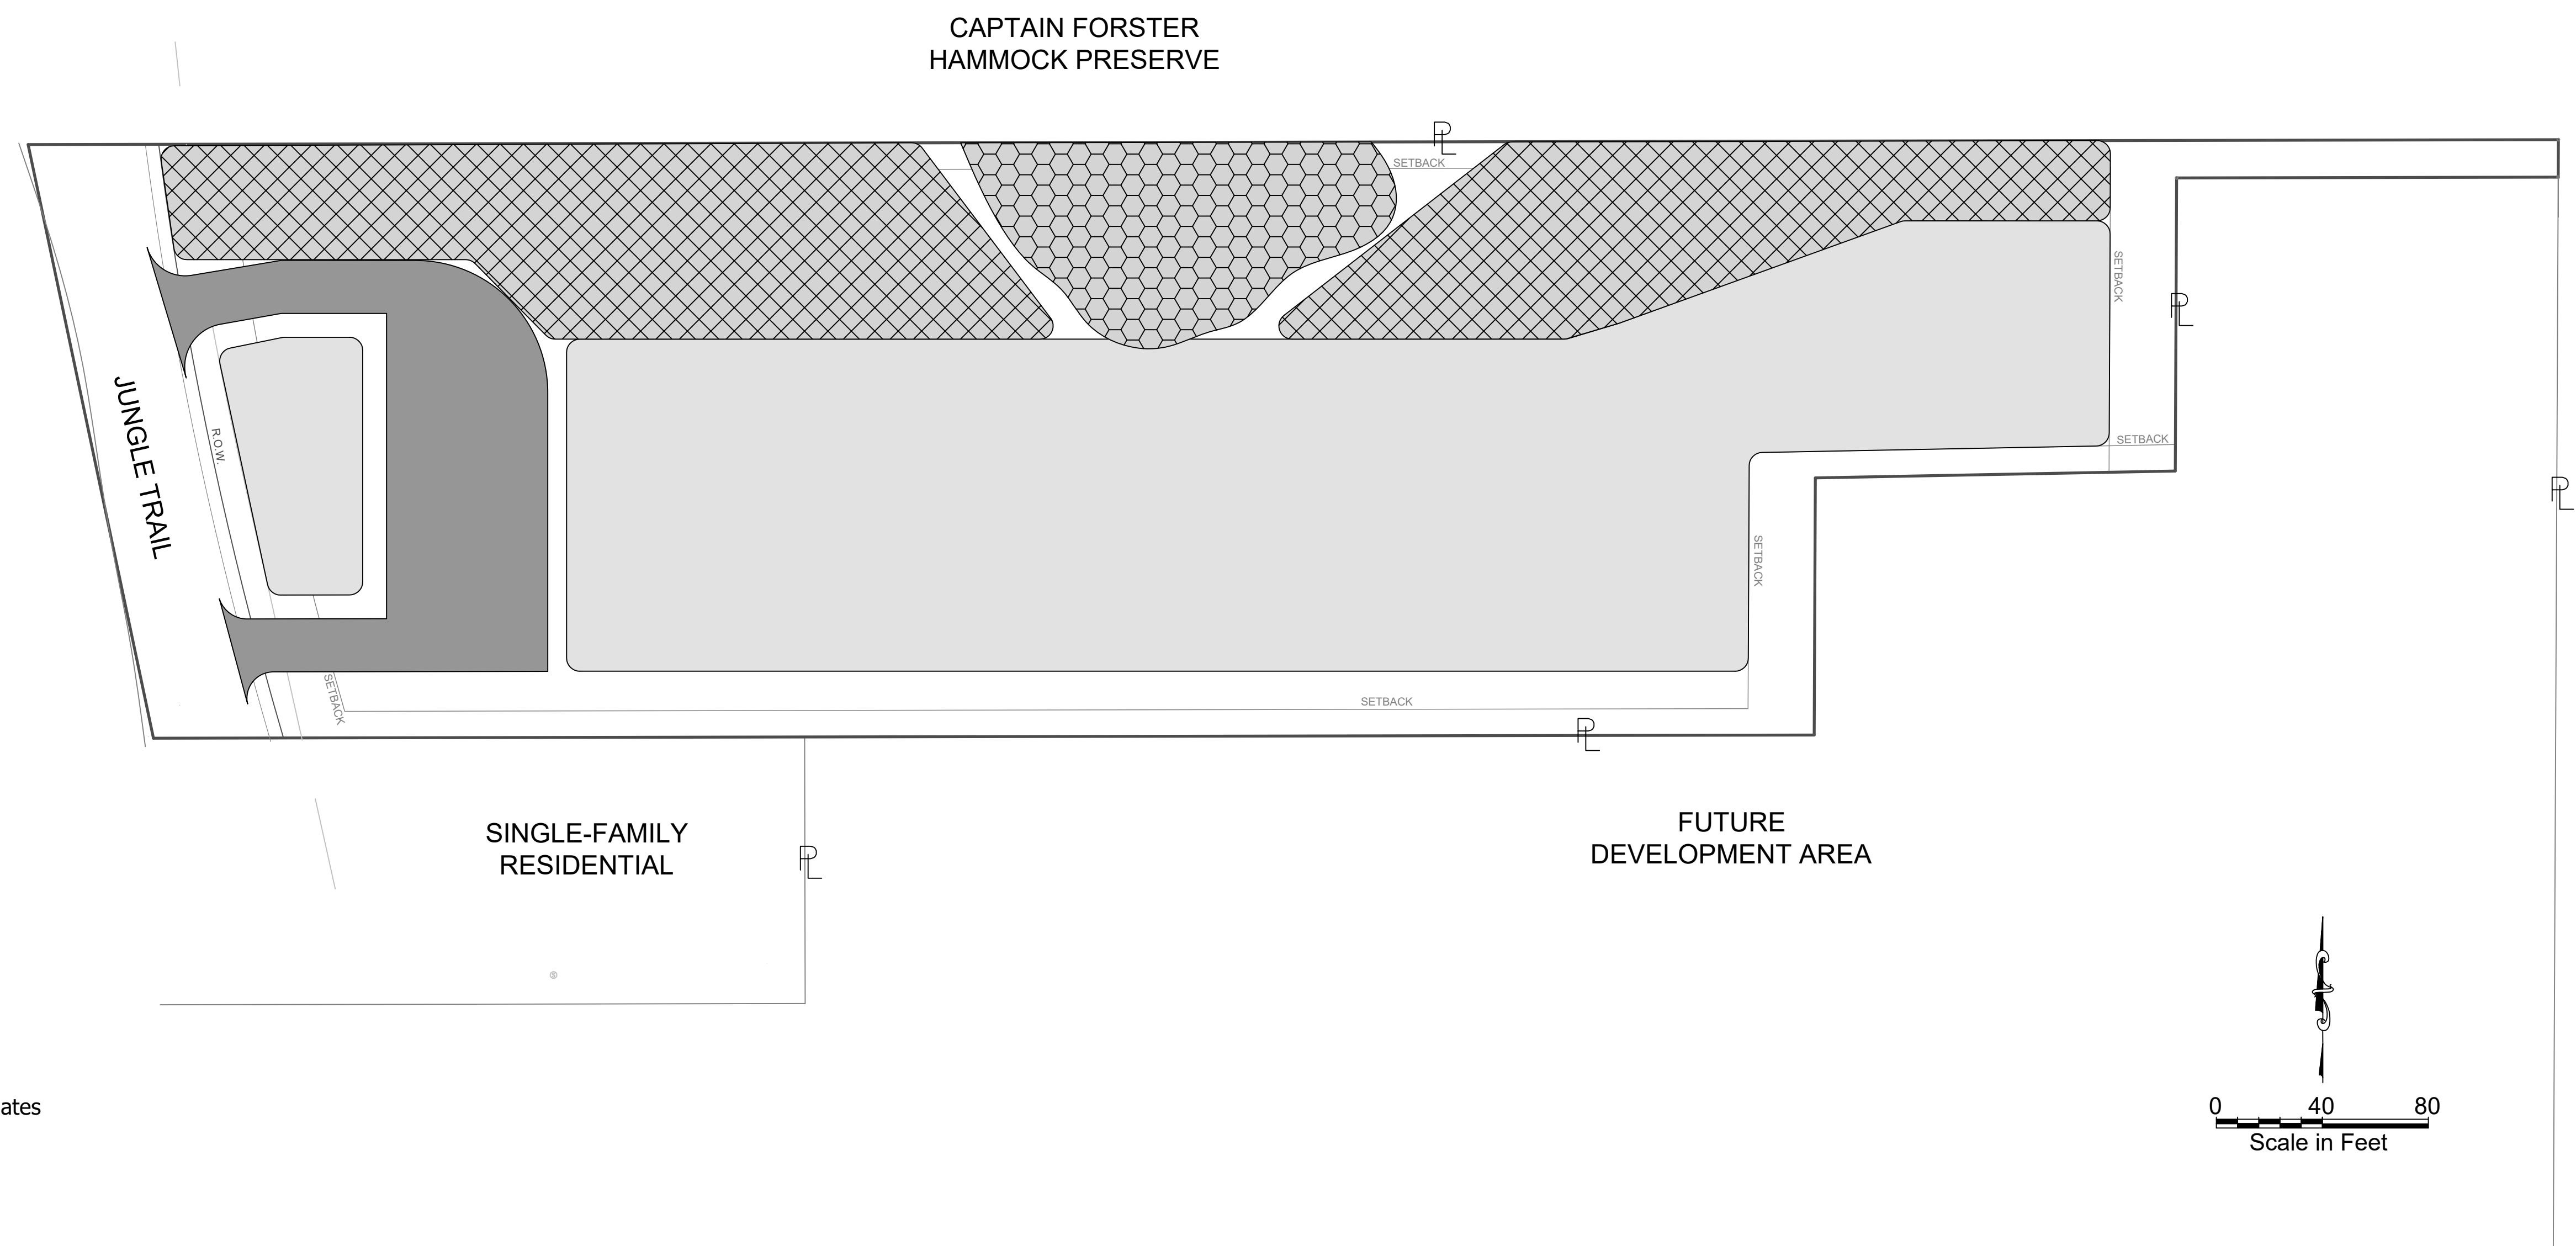 CAPTAIN FORSTER
HAMMOCK PRESERVE
PL
SETBACK
SETBACK
PL
JUNGLE TRAIL
R.O.W.
SETBACK
PL
SETBACK
SETBACK
SETBACK
PL
SINGLE-FAMILY
RESIDENTIAL
PL
FUTURE
DEVELOPMENT AREA
ates
0 40 80
Scale in Feet